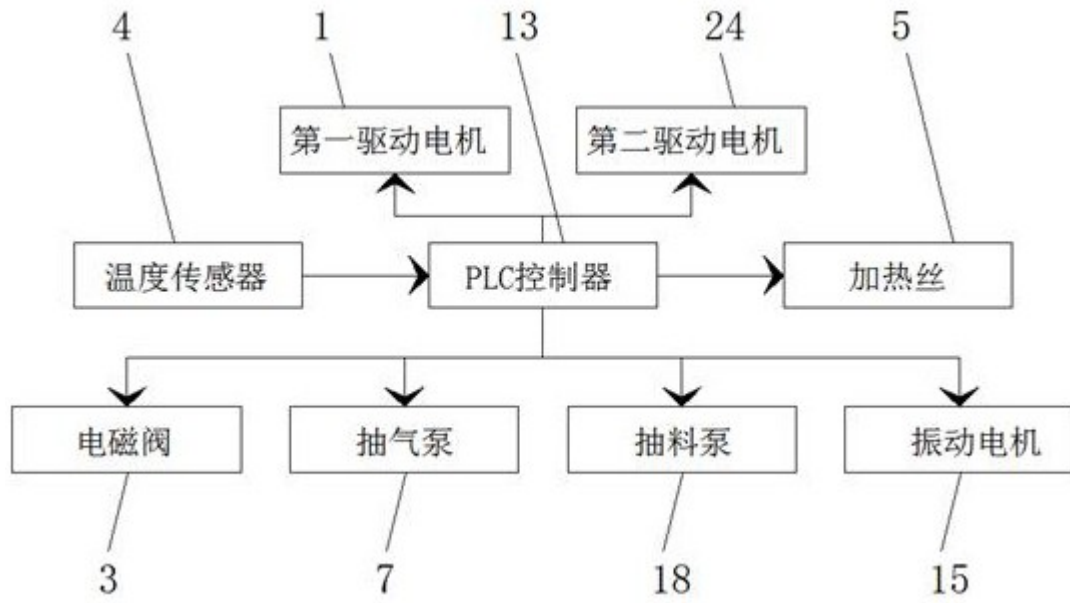 4 1 13 24 5
第一驱动电机 第二驱动电机
温度传感器 PLC控制器 加热丝
电磁阀 抽气泵 抽料泵 振动电机
3 7 18 15